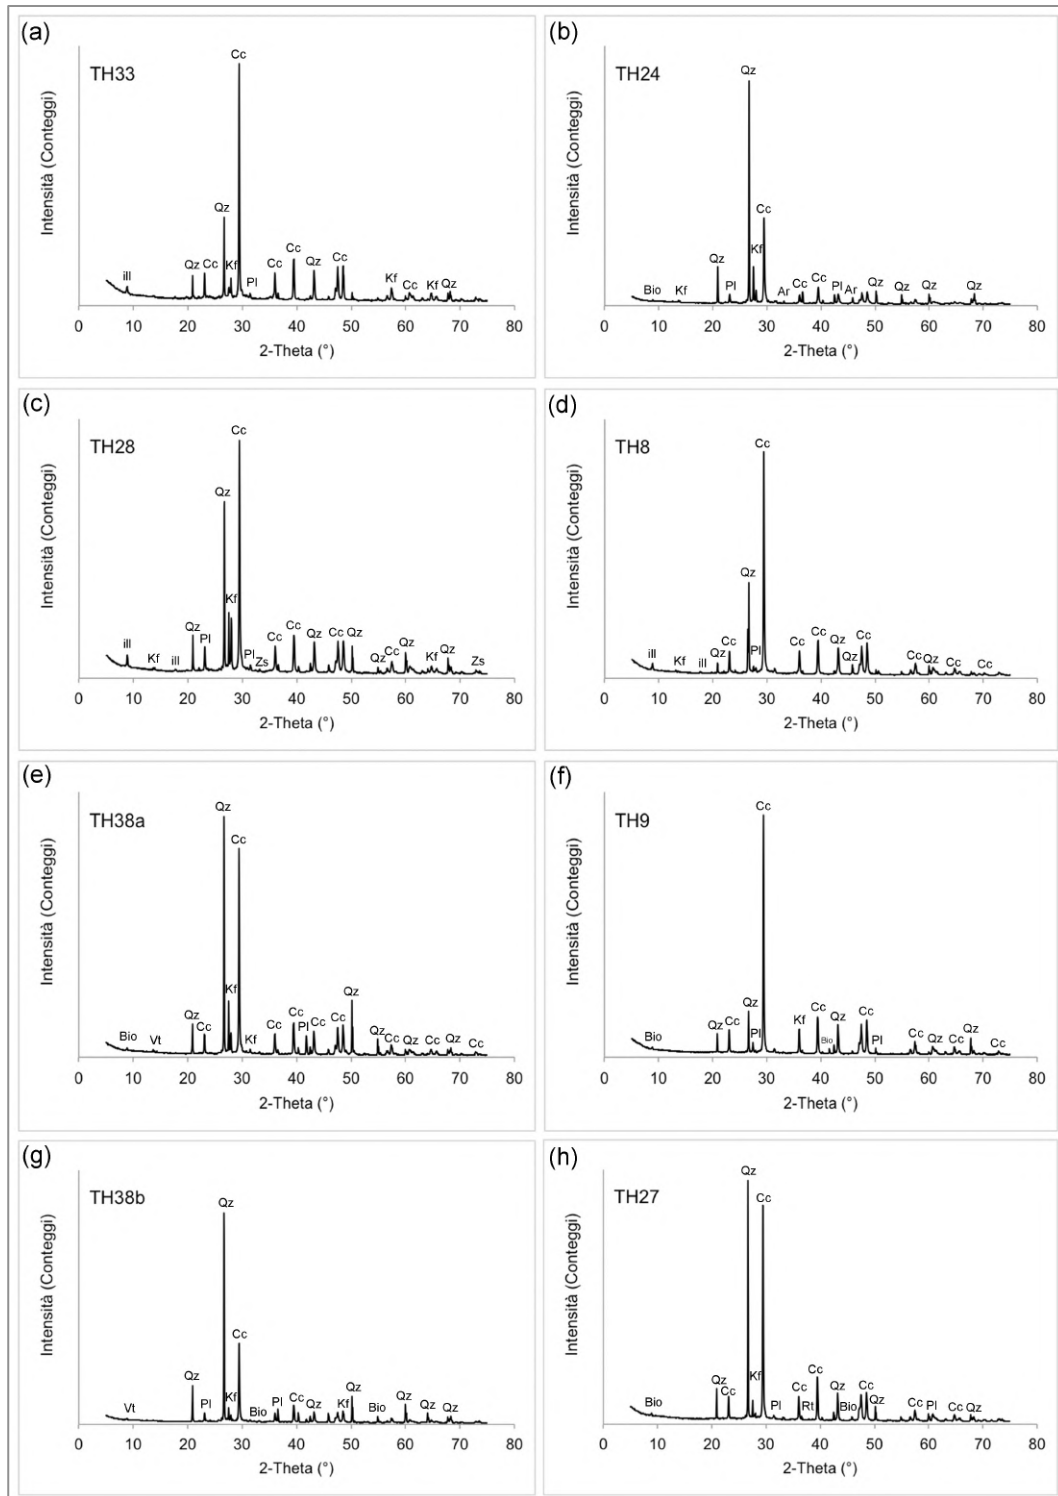 (a)
TH33
Intensità (Conteggi)
ill
Qz
Cc
Qz
Kf
Cc
Pl
Cc
Cc
Qz
Cc
Kf
Cc
Kf
Qz
0 10 20 30 40 50 60 70 80
2-Theta (°)
(b)
TH24
Intensità (Conteggi)
Bio
Kf
Qz
Pl
Qz
Kf
Cc
Ar
Cc
Cc
Pl
Ar
Qz
Qz
Qz
Qz
0 10 20 30 40 50 60 70 80
2-Theta (°)
(c)
TH28
Intensità (Conteggi)
ill
Kf
ill
Qz
Pl
Qz
Kf
Cc
Pl
Zs
Cc
Cc
Qz
Cc
Qz
Qz
Cc
Qz
Kf
Qz
Zs
0 10 20 30 40 50 60 70 80
2-Theta (°)
(d)
TH8
Intensità (Conteggi)
ill
Kf
ill
Qz
Cc
Qz
Pl
Cc
Cc
Cc
Qz
Qz
Cc
Cc
Qz
Cc
Cc
0 10 20 30 40 50 60 70 80
2-Theta (°)
(e)
TH38a
Intensità (Conteggi)
Bio
Vt
Qz
Cc
Qz
Kf
Cc
Kf
Cc
Cc
Pl
Cc
Cc
Qz
Qz
Cc
Qz
Cc
Qz
Cc
0 10 20 30 40 50 60 70 80
2-Theta (°)
(f)
TH9
Intensità (Conteggi)
Bio
Qz
Cc
Qz
Pl
Cc
Kf
Cc
Bio
Qz
Cc
Pl
Cc
Qz
Cc
Qz
Cc
0 10 20 30 40 50 60 70 80
2-Theta (°)
(g)
TH38b
Intensità (Conteggi)
Vt
Qz
Pl
Qz
Kf
Cc
Bio
Pl
Cc
Qz
Kf
Qz
Bio
Qz
Qz
Qz
0 10 20 30 40 50 60 70 80
2-Theta (°)
(h)
TH27
Intensità (Conteggi)
Bio
Qz
Cc
Qz
Kf
Cc
Pl
Cc
Rt
Cc
Qz
Bio
Cc
Qz
Cc
Pl
Cc
Qz
0 10 20 30 40 50 60 70 80
2-Theta (°)